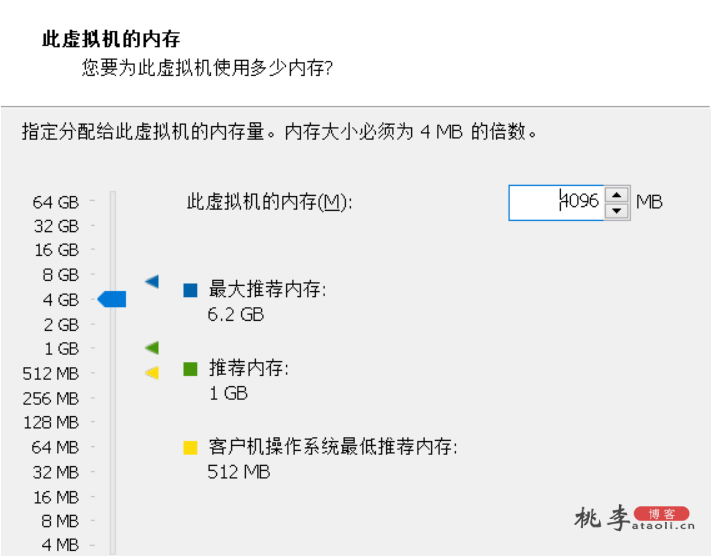 此虚拟机的内存
您要为此虚拟机使用多少内存?
指定分配给此虚拟机的内存量。内存大小必须为 4 MB 的倍数。
64 GB
32 GB
16 GB
8 GB
4 GB
2 GB
1 GB
512 MB
256 MB
128 MB
64 MB
32 MB
16 MB
8 MB
4 MB
此虚拟机的内存(M): 4096 MB
最大推荐内存:
6.2 GB
推荐内存:
1 GB
客户机操作系统最低推荐内存:
512 MB
桃李博客
ataoli.cn